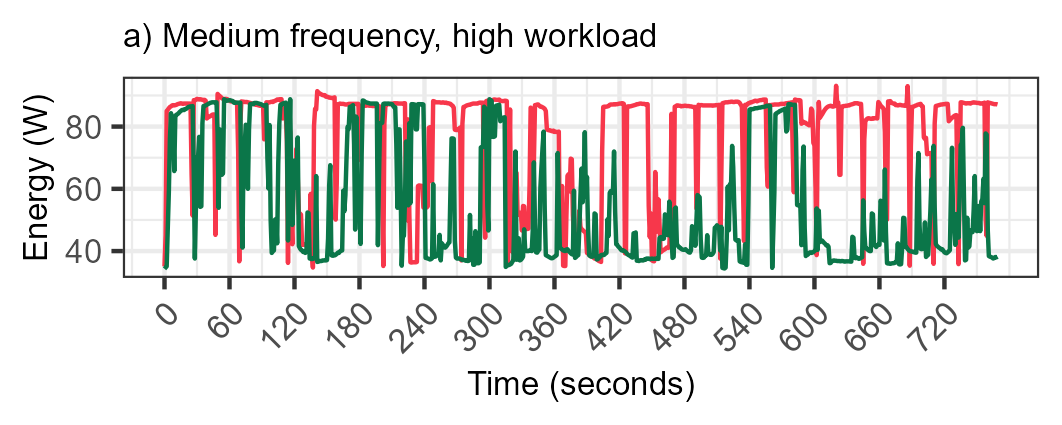 a) Medium frequency, high workload
Energy (W)
80
60
40
0 60 120 180 240 300 360 420 480 540 600 660 720
Time (seconds)